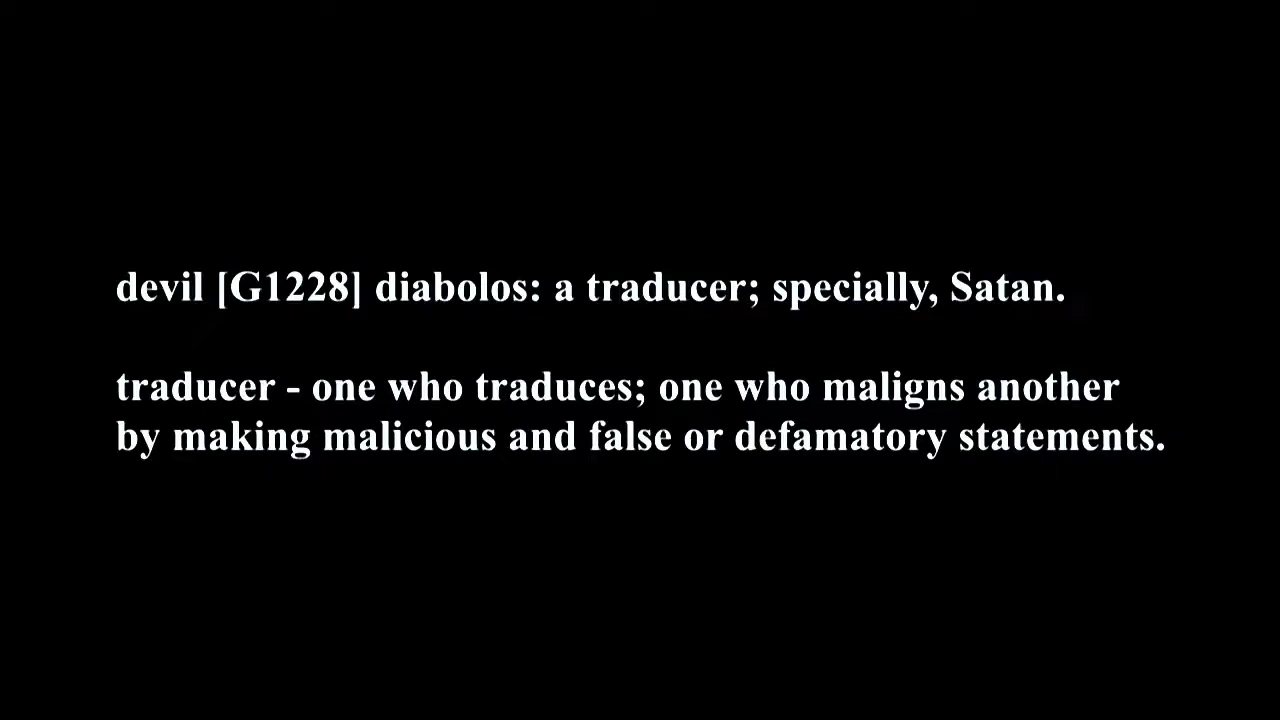 devil [G1228] diabolos: a traducer; specially, Satan.
traducer - one who traduces; one who maligns another
by making malicious and false or defamatory statements.